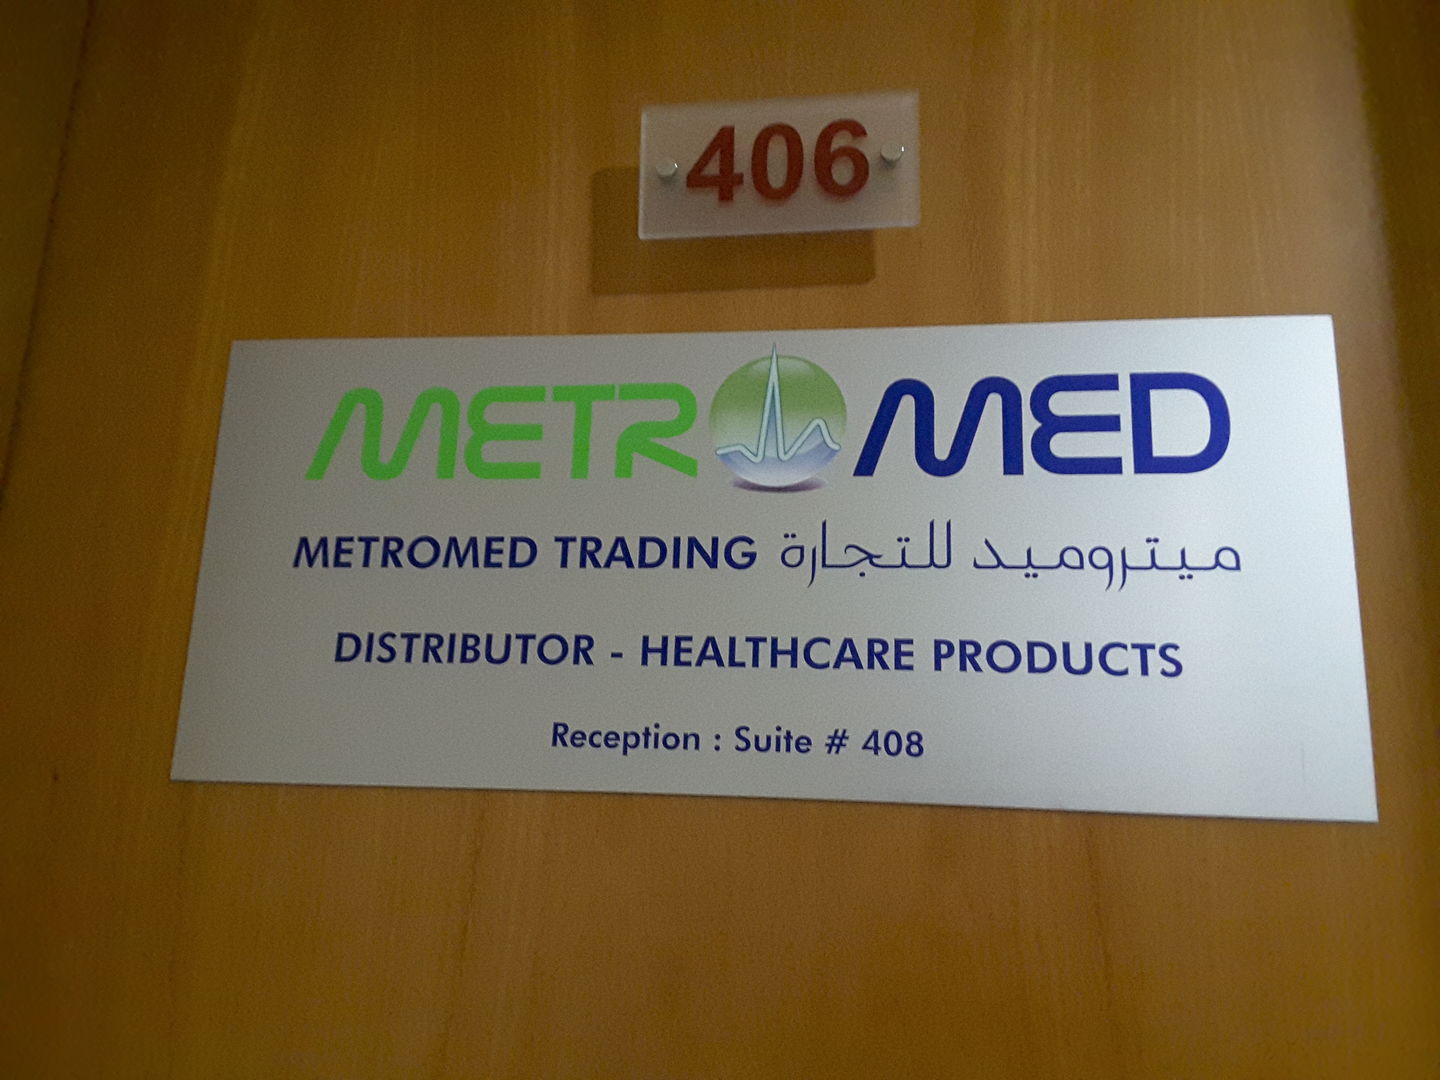 406
METROMED
METROMED TRADING ميتروميد للتجارة
DISTRIBUTOR - HEALTHCARE PRODUCTS
Reception : Suite # 408